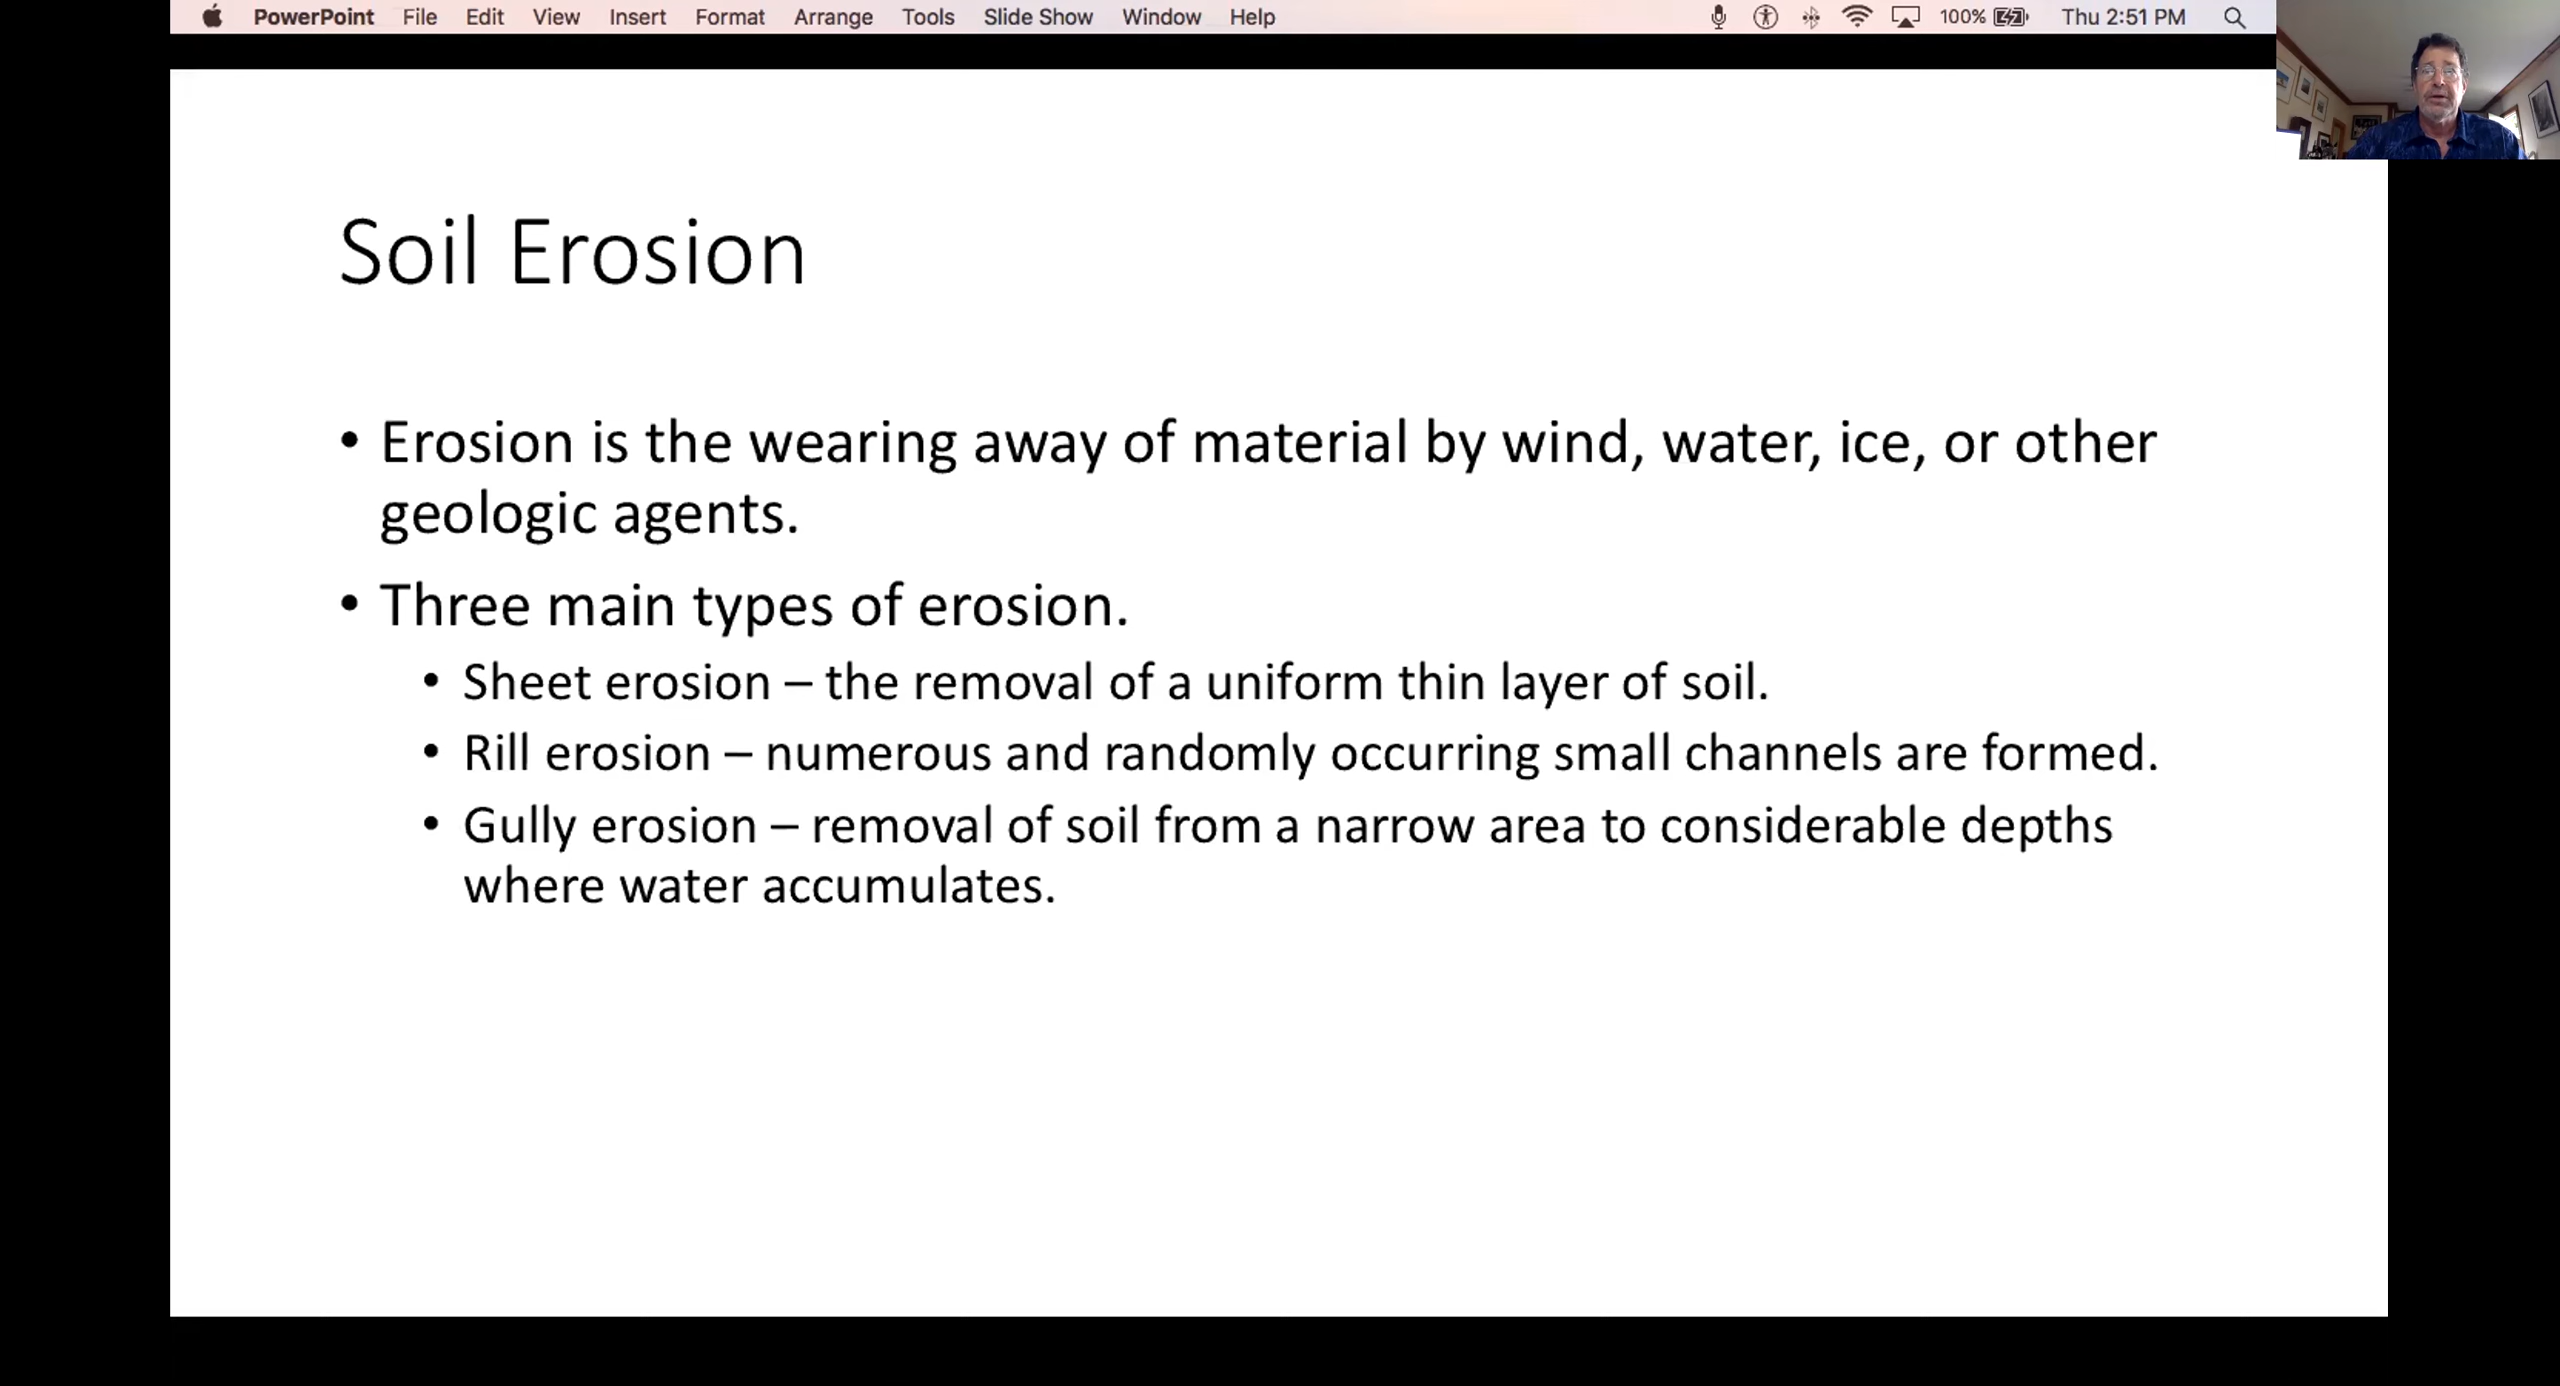 PowerPoint File Edit View Insert Format Arrange Tools Slide Show Window Help 100% Thu 2:51 PM
Soil Erosion
• Erosion is the wearing away of material by wind, water, ice, or other
geologic agents.
• Three main types of erosion.
• Sheet erosion – the removal of a uniform thin layer of soil.
• Rill erosion – numerous and randomly occurring small channels are formed.
• Gully erosion – removal of soil from a narrow area to considerable depths
where water accumulates.